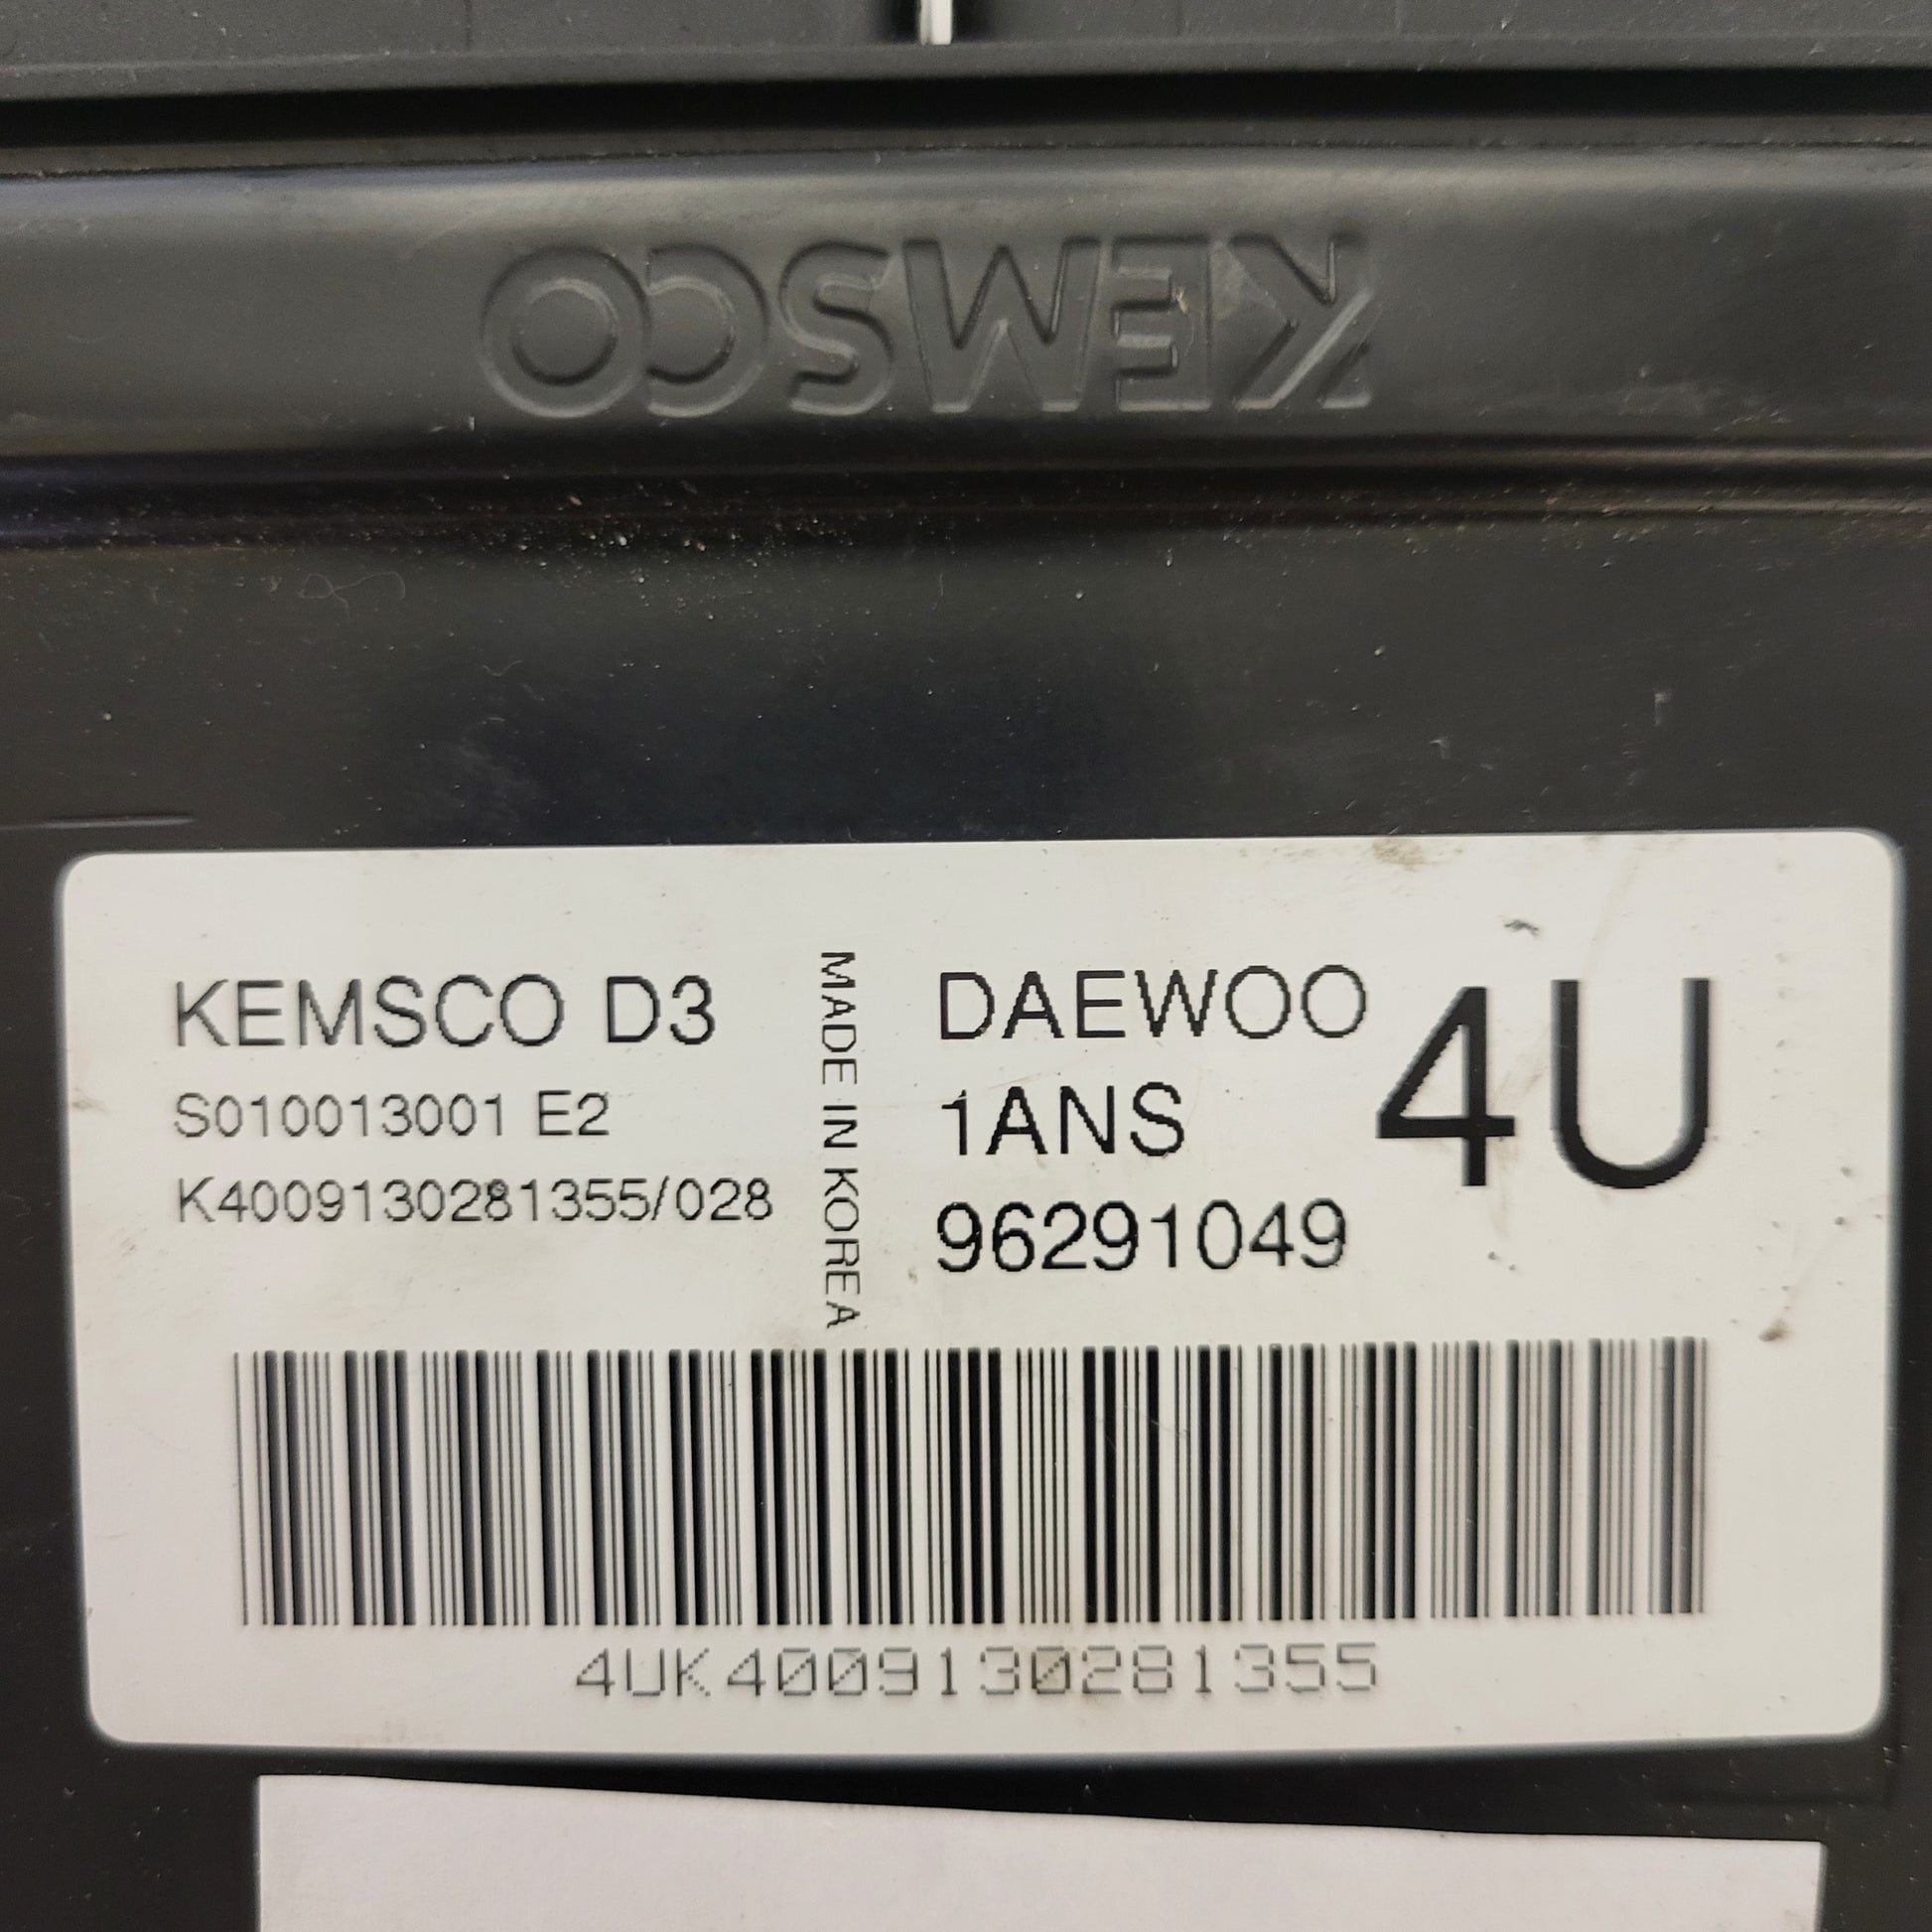 KEMSCO
KEMSCO D3
S010013001 E2
K4009130281355/028
MADE IN KOREA
DAEWOO
1ANS
96291049
4U
4UK4009130281355